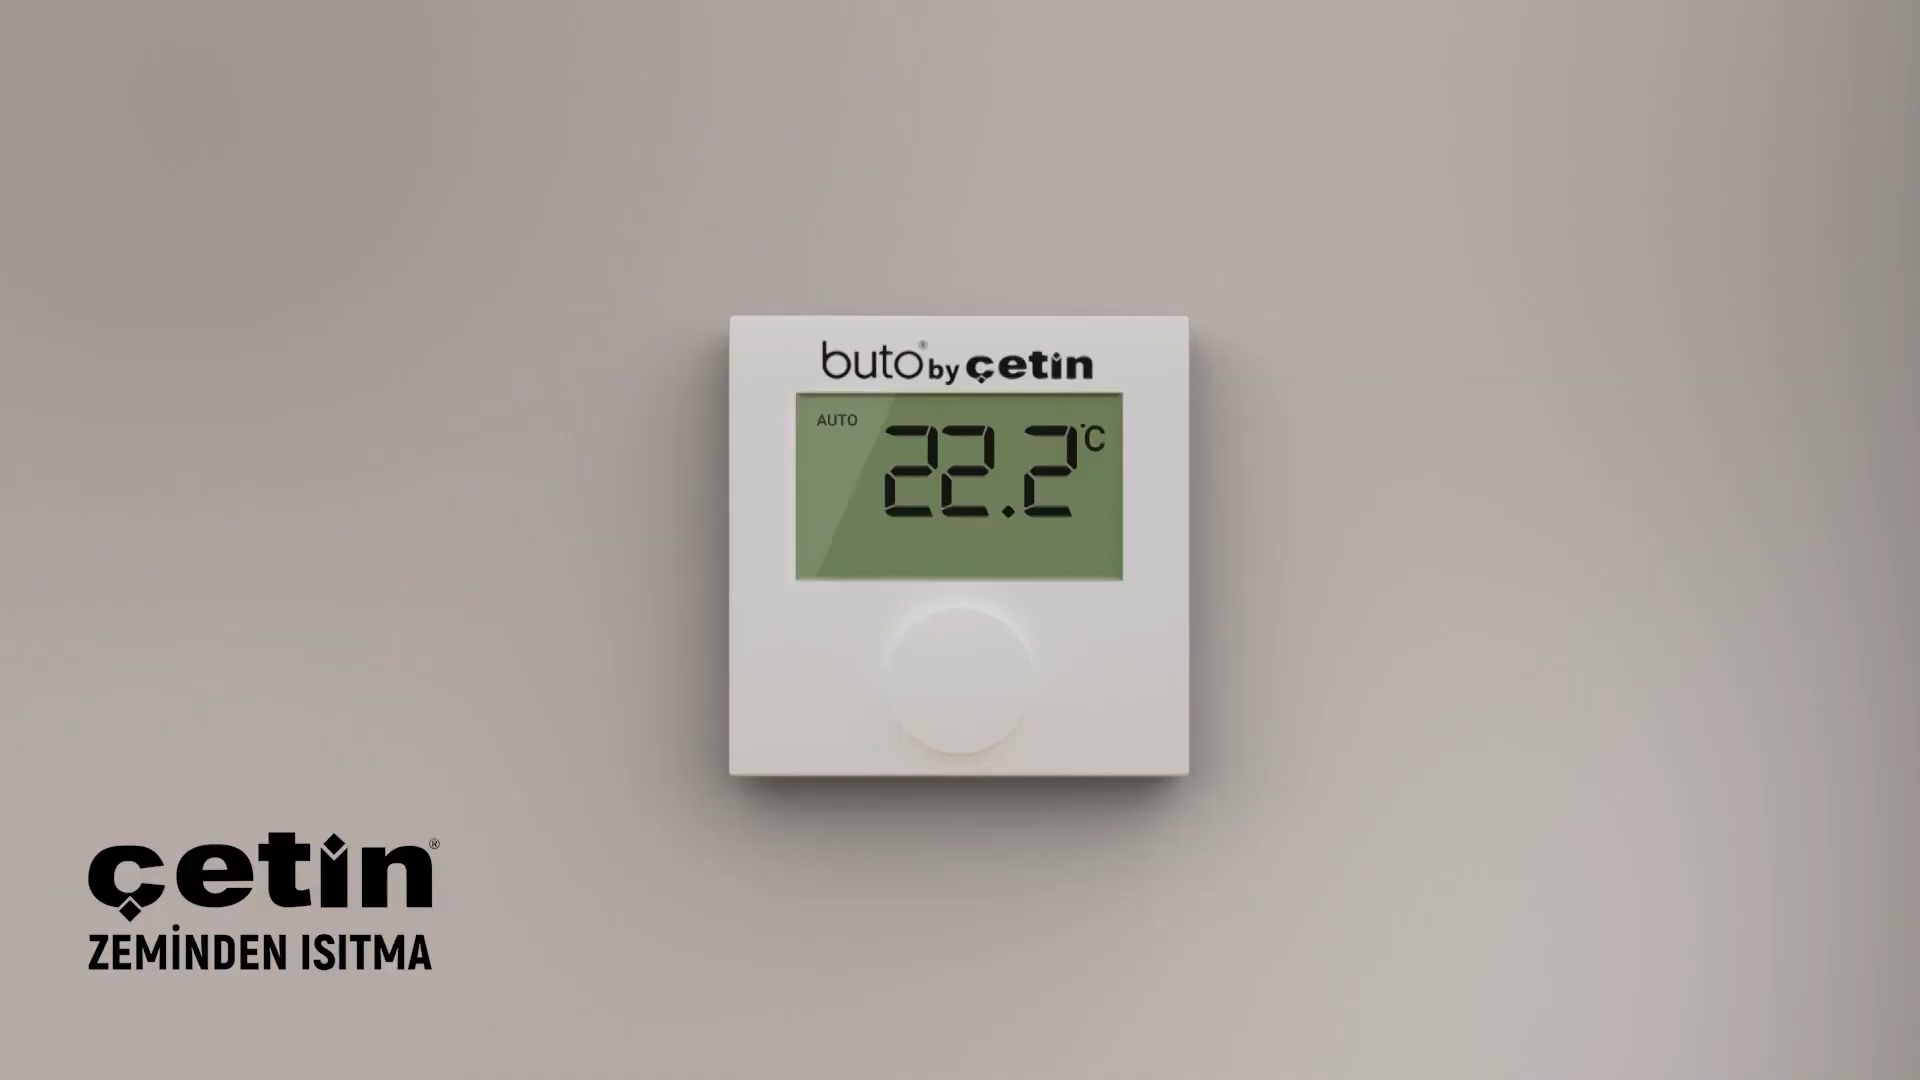 buto® by çetin
AUTO
22.2°C
çetin®
ZEMİNDEN ISITMA